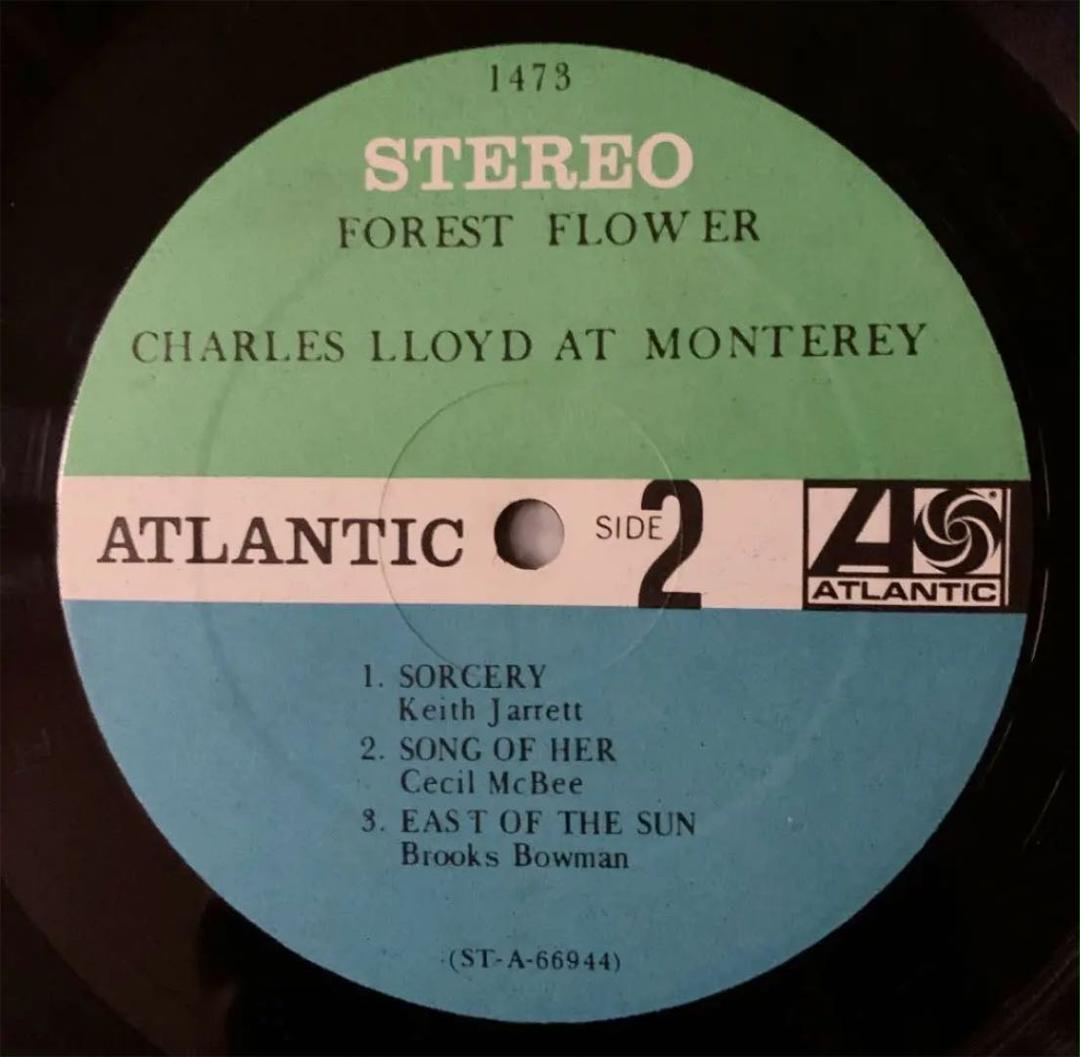 1473
STEREO
FOREST FLOWER
CHARLES LLOYD AT MONTEREY
ATLANTIC SIDE 2 A
ATLANTIC
1. SORCERY
Keith Jarrett
2. SONG OF HER
Cecil McBee
3. EAST OF THE SUN
Brooks Bowman
(ST-A-66944)